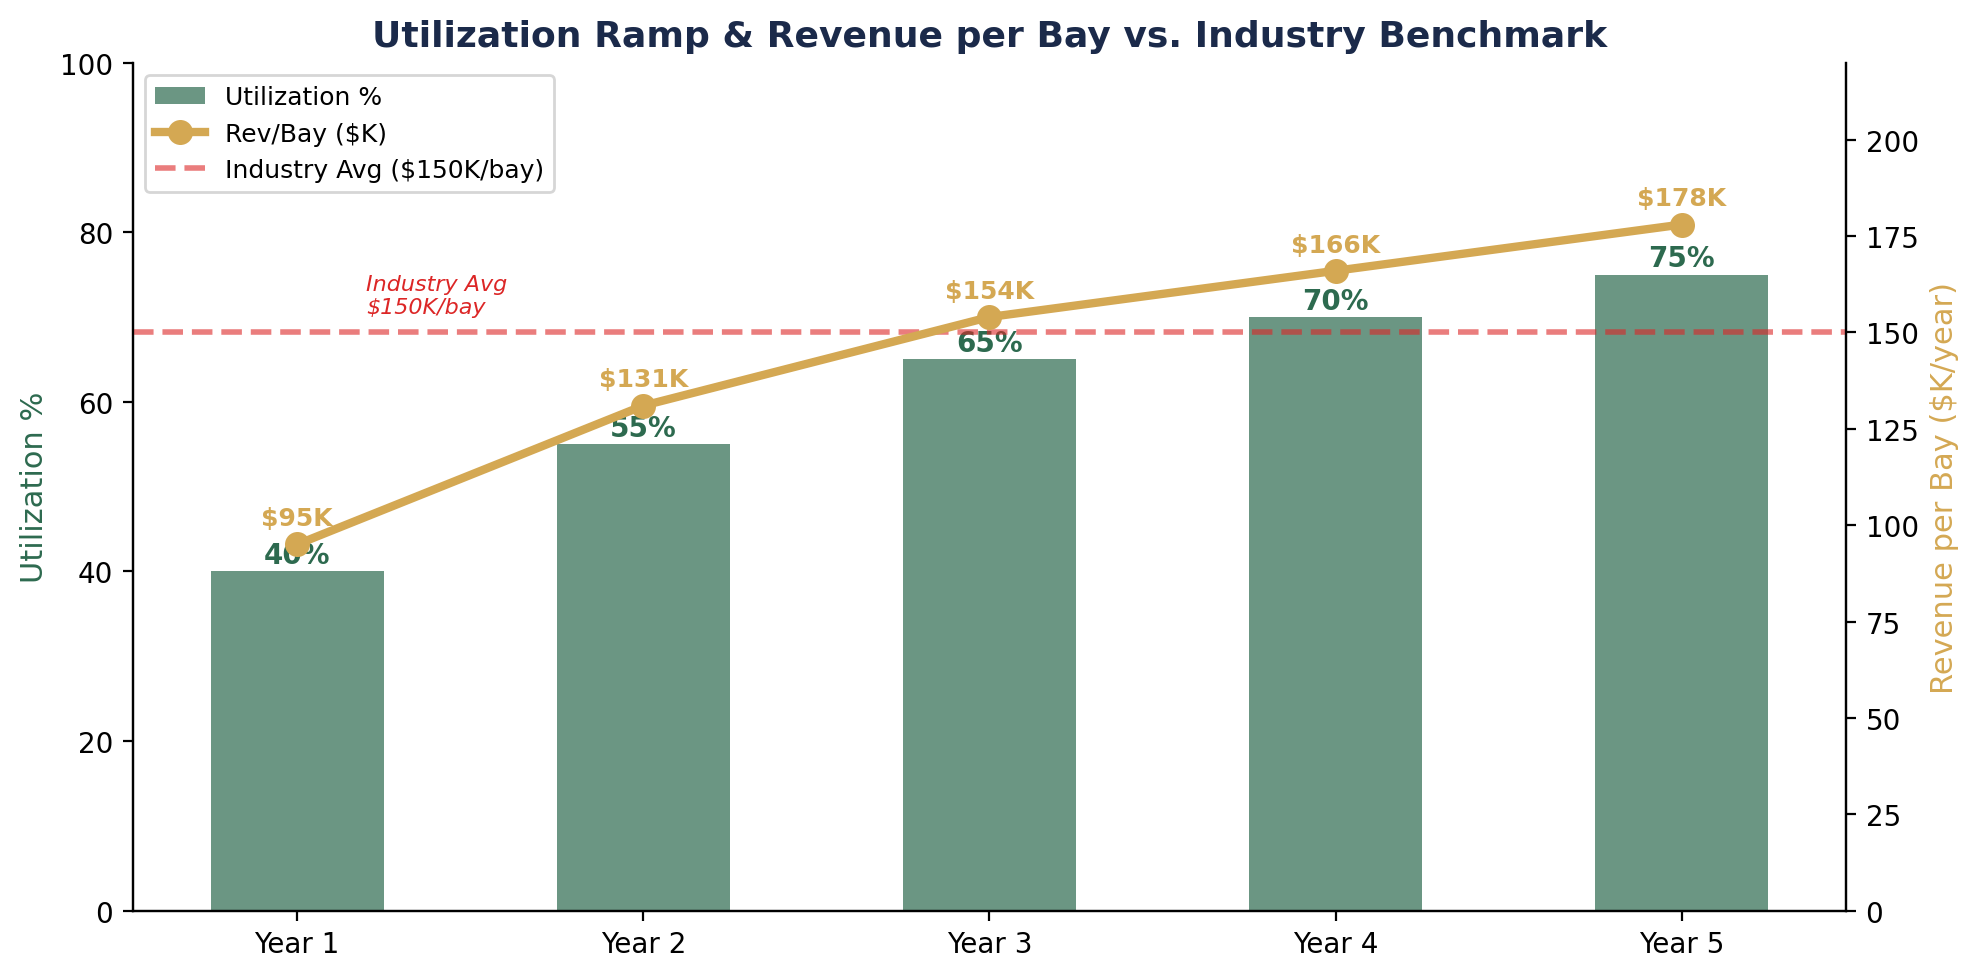 Utilization Ramp & Revenue per Bay vs. Industry Benchmark
Utilization %
Rev/Bay ($K)
Industry Avg ($150K/bay)
Industry Avg
$150K/bay
$95K
$131K
$154K
$166K
$178K
40%
55%
65%
70%
75%
Utilization %
100
80
60
40
20
0
Revenue per Bay ($K/year)
200
175
150
125
100
75
50
25
0
Year 1
Year 2
Year 3
Year 4
Year 5